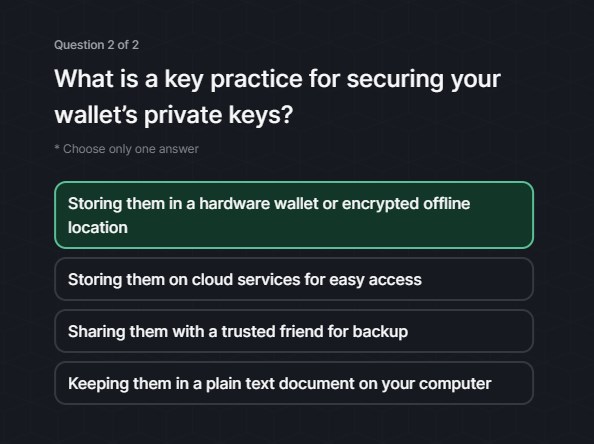 Question 2 of 2
What is a key practice for securing your
wallet’s private keys?
* Choose only one answer
Storing them in a hardware wallet or encrypted offline
location
Storing them on cloud services for easy access
Sharing them with a trusted friend for backup
Keeping them in a plain text document on your computer